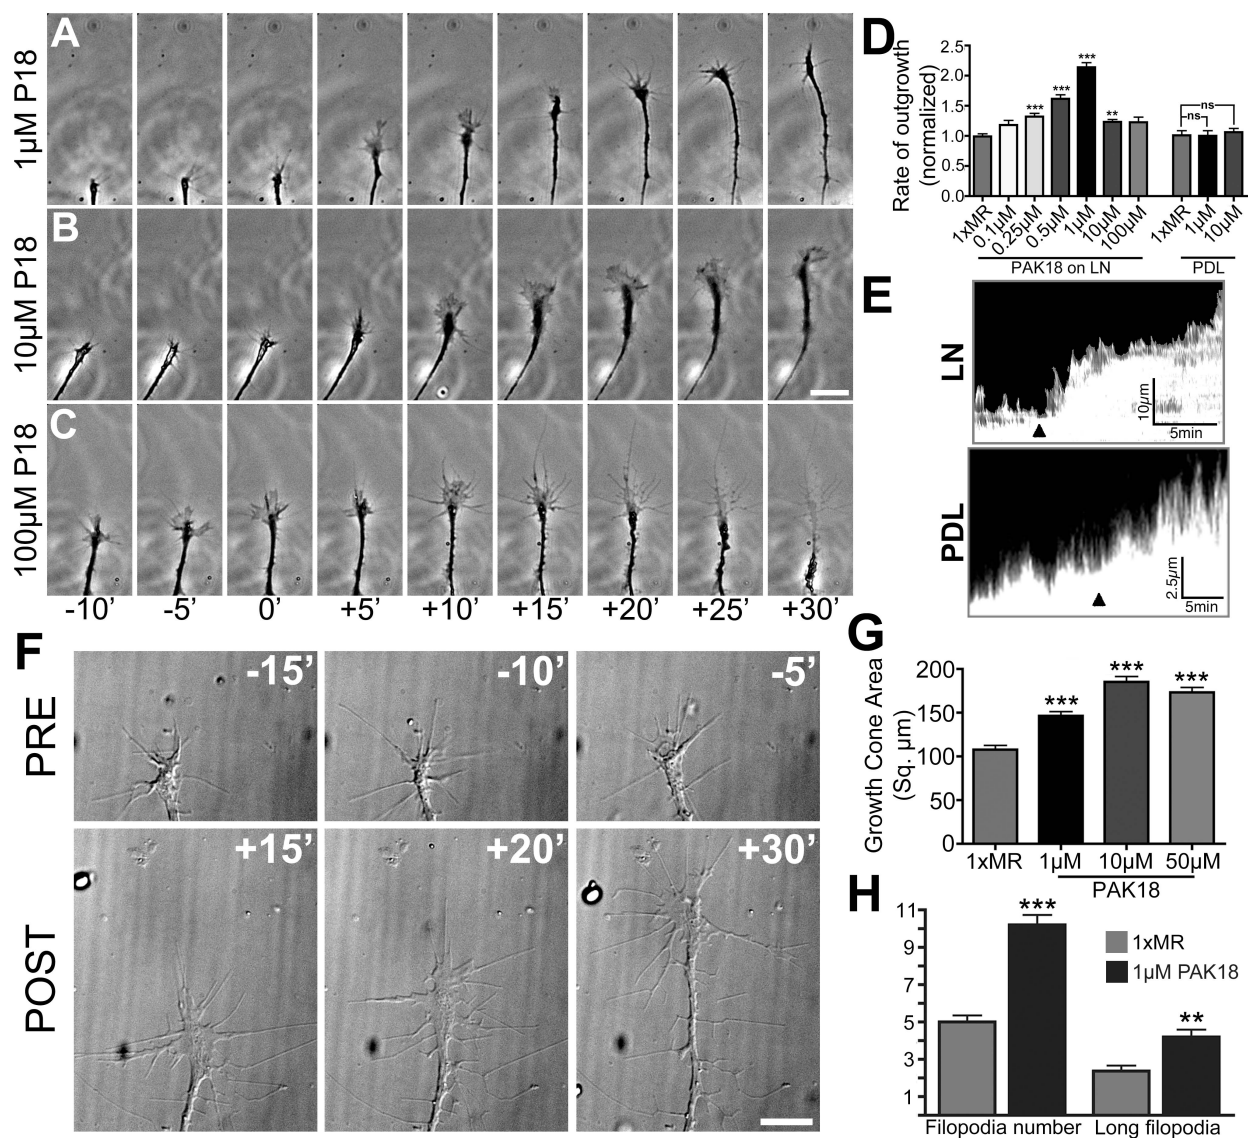 A
1µM P18
B
10µM P18
C
100µM P18
-10’ -5’ 0’ +5’ +10’ +15’ +20’ +25’ +30’
D
Rate of outgrowth
(normalized)
2.5
2.0
1.5
1.0
0.5
0.0
*** *** *** **
ns
ns
1xMR 0.1µM 0.25µM 0.5µM 1µM 10µM 100µM 1xMR 1µM 10µM
PAK18 on LN PDL
E
LN
10µm
5min
PDL
2.5µm
5min
F
PRE
-15’ -10’ -5’
POST
+15’ +20’ +30’
G
Growth Cone Area
(Sq. µm)
200
150
100
50
0
*** *** ***
1xMR 1µM 10µM 50µM
PAK18
H
11
9
7
5
3
1
***
**
1xMR
1µM PAK18
Filopodia number Long filopodia